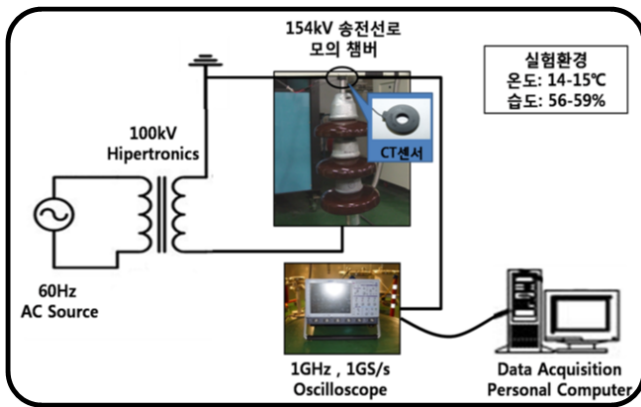 154kV 송전선로
모의 챔버
실험환경
온도: 14-15℃
습도: 56-59%
100kV
Hipertronics
CT센서
60Hz
AC Source
1GHz , 1GS/s
Oscilloscope
Data Acquisition
Personal Computer